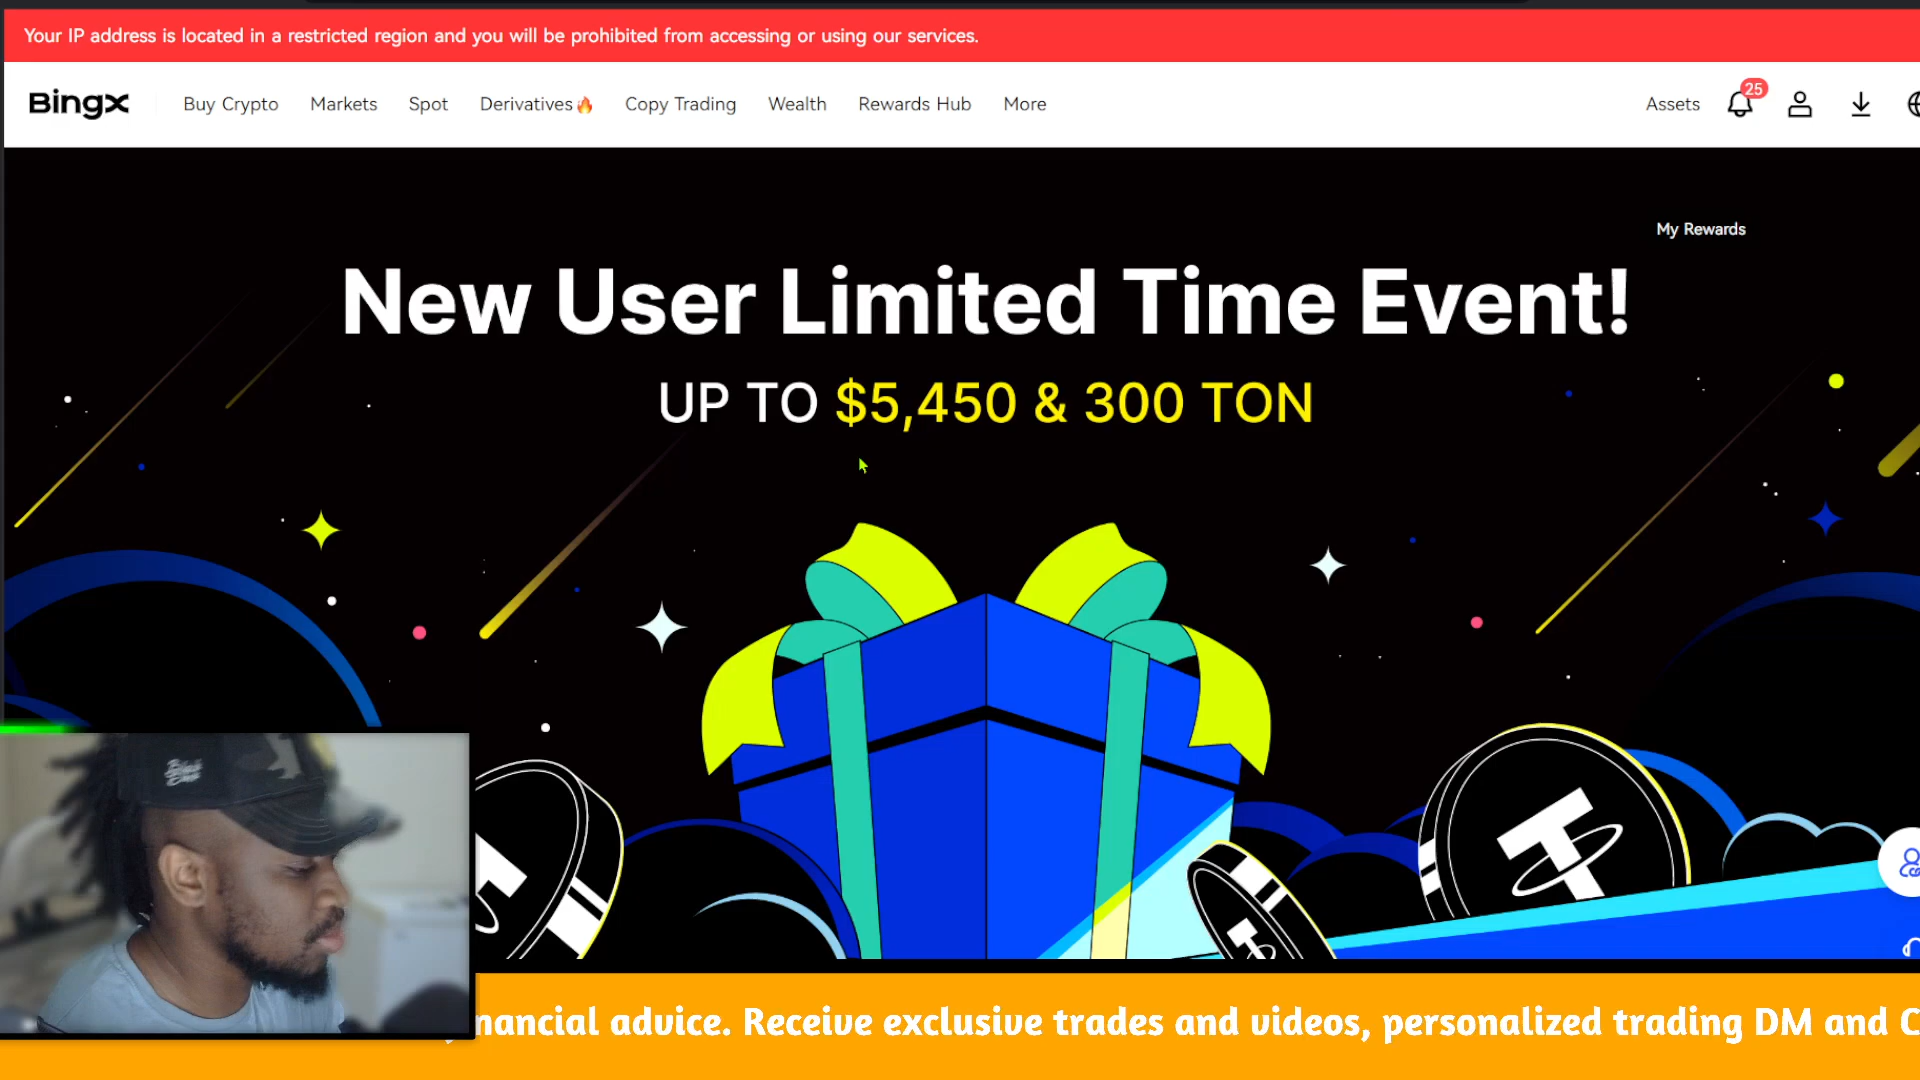 Your IP address is located in a restricted region and you will be prohibited from accessing or using our services.
BingX
Buy Crypto
Markets
Spot
Derivatives🔥
Copy Trading
Wealth
Rewards Hub
More
Assets
25
My Rewards
New User Limited Time Event!
UP TO $5,450 & 300 TON
nancial advice. Receive exclusive trades and videos, personalized trading DM and C